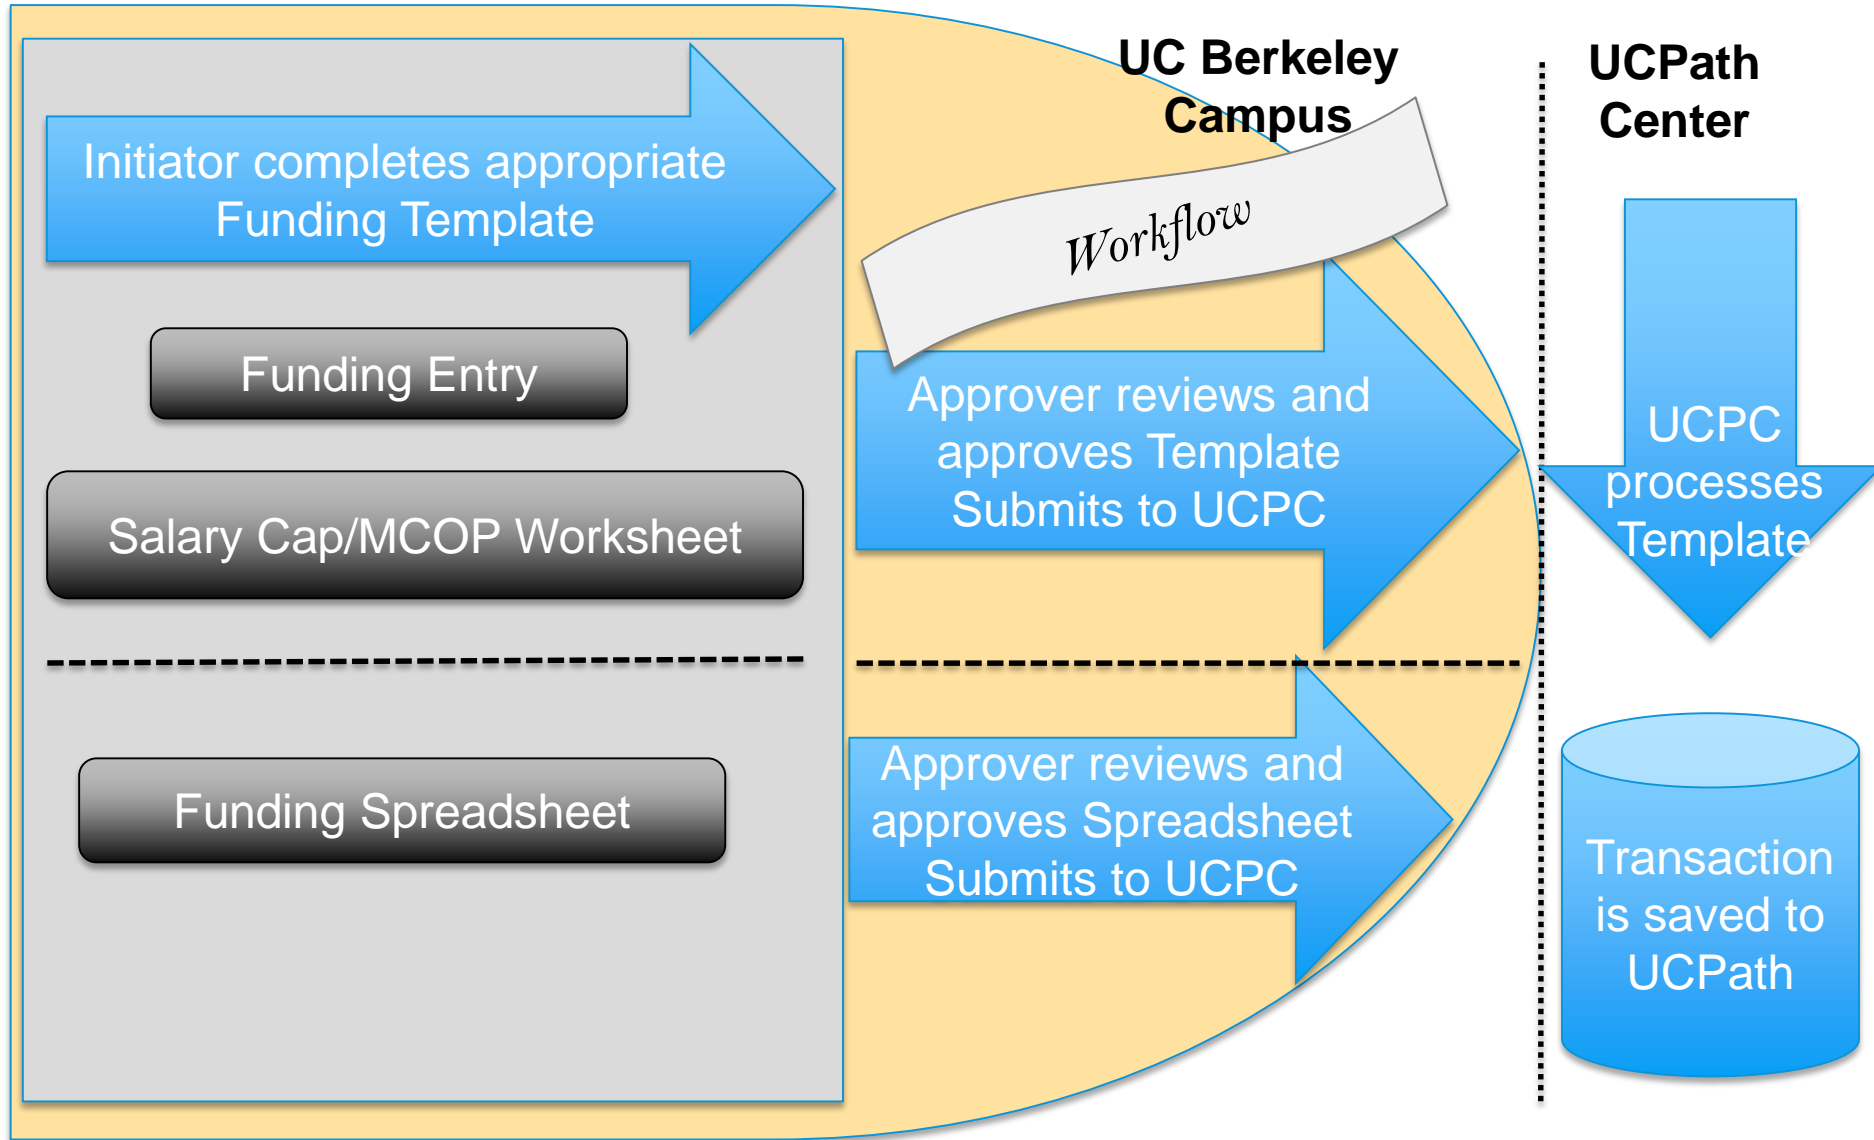 UC Berkeley
Campus
UCPath
Center
Initiator completes appropriate
Funding Template
Workflow
Funding Entry
Salary Cap/MCOP Worksheet
Approver reviews and
approves Template
Submits to UCPC
UCPC
processes
Template
Funding Spreadsheet
Approver reviews and
approves Spreadsheet
Submits to UCPC
Transaction
is saved to
UCPath